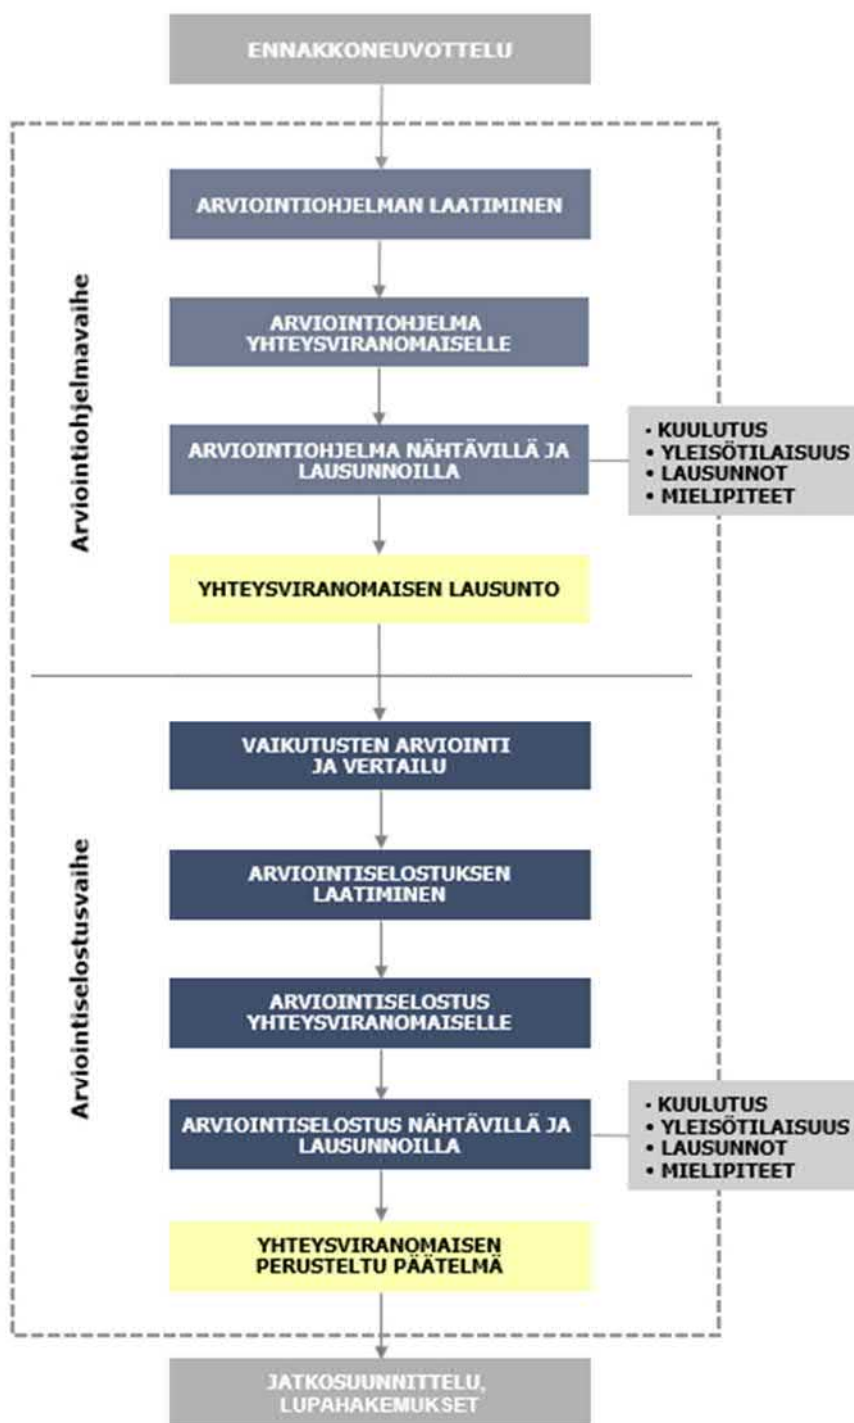 ENNAKKONEUVOTTELU
Arviointiohjelmavaihe
ARVIOINTIOHJELMAN LAATIMINEN
ARVIOINTIOHJELMA
YHTEYSVIRANOMAISELLE
ARVIOINTIOHJELMA NÄHTÄVILLÄ JA
LAUSUNNOILLA
• KUULUTUS
• YLEISÖTILAISUUS
• LAUSUNNOT
• MIELIPITEET
YHTEYSVIRANOMAISEN LAUSUNTO
Arviointiselostusvaihe
VAIKUTUSTEN ARVIOINTI
JA VERTAILU
ARVIOINTISELOSTUKSEN
LAATIMINEN
ARVIOINTISELOSTUS
YHTEYSVIRANOMAISELLE
ARVIOINTISELOSTUS NÄHTÄVILLÄ JA
LAUSUNNOILLA
• KUULUTUS
• YLEISÖTILAISUUS
• LAUSUNNOT
• MIELIPITEET
YHTEYSVIRANOMAISEN
PERUSTELTU PÄÄTELMÄ
JATKOSUUNNITTELU,
LUPAHAKEMUKSET